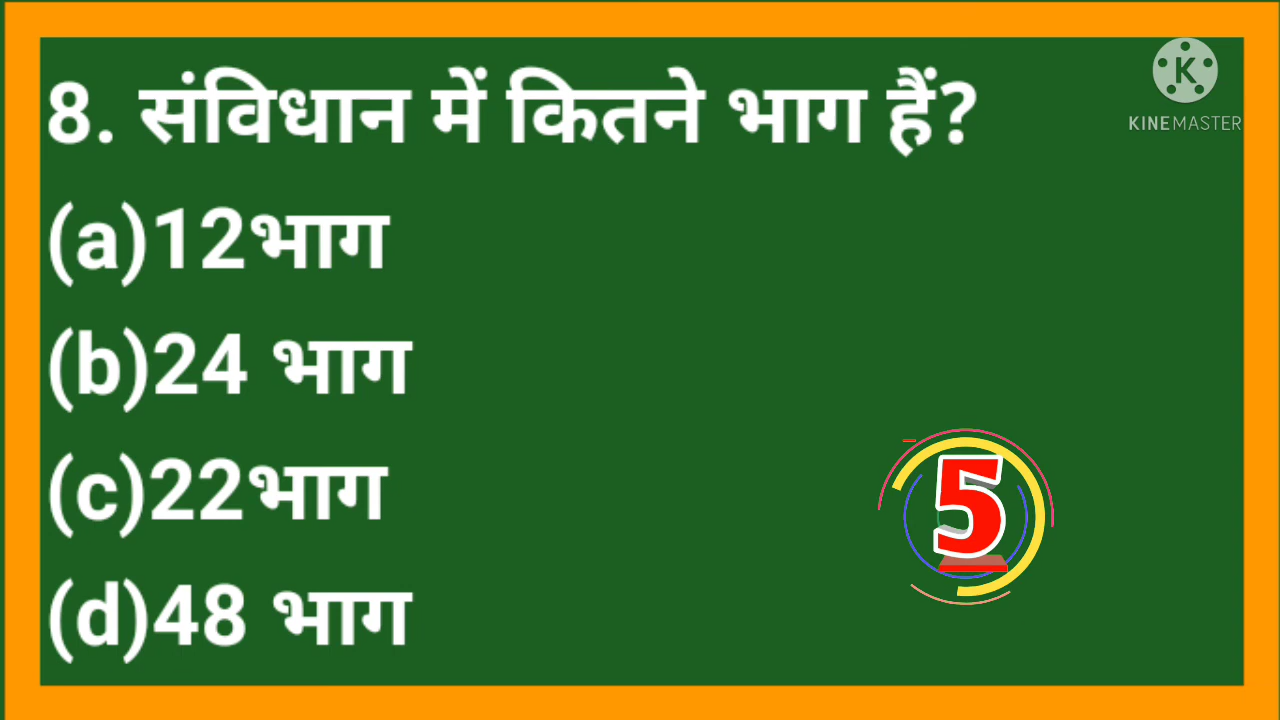 8. संविधान में कितने भाग हैं?
K
KINEMASTER
(a)12भाग
(b)24 भाग
(c)22भाग
5
(d)48 भाग